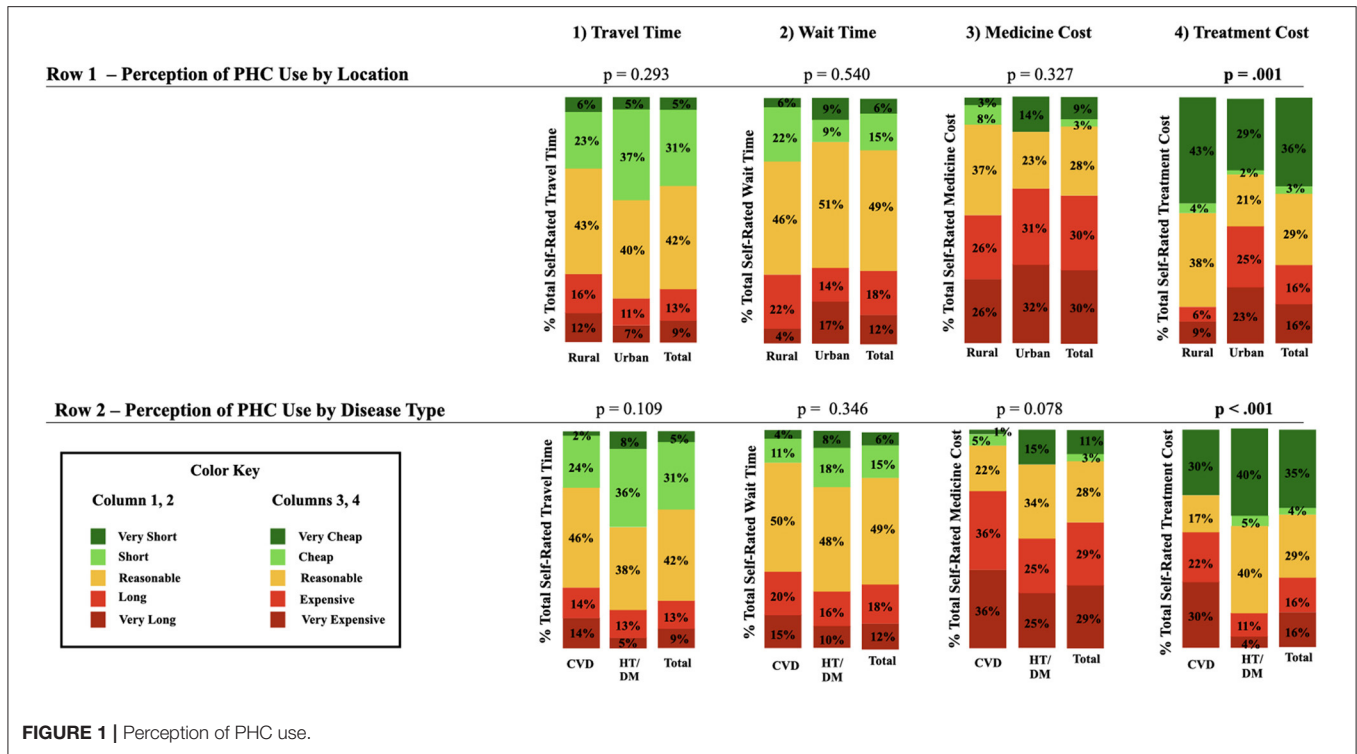 1) Travel Time 2) Wait Time 3) Medicine Cost 4) Treatment Cost
Row 1 – Perception of PHC Use by Location p = 0.293 p = 0.540 p = 0.327 p = .001
% Total Self-Rated Travel Time
6% 5% 5%
23% 37% 31%
43% 40% 42%
16% 11% 13%
12% 7% 9%
Rural Urban Total
% Total Self-Rated Wait Time
6% 9% 6%
22% 9% 15%
46% 51% 49%
22% 14% 18%
4% 17% 12%
Rural Urban Total
% Total Self-Rated Medicine Cost
3% 14% 9%
8% 3%
37% 23% 28%
26% 31% 30%
26% 32% 30%
Rural Urban Total
% Total Self-Rated Treatment Cost
43% 29% 36%
4% 2% 3%
38% 21% 29%
6% 25% 16%
9% 23% 16%
Rural Urban Total
Row 2 – Perception of PHC Use by Disease Type p = 0.109 p = 0.346 p = 0.078 p < .001
Color Key
Column 1, 2 Columns 3, 4
Very Short Very Cheap
Short Cheap
Reasonable Reasonable
Long Expensive
Very Long Very Expensive
% Total Self-Rated Travel Time
2% 8% 5%
24% 36% 31%
46% 38% 42%
14% 13% 13%
14% 5% 9%
CVD HT/ Total
DM
% Total Self-Rated Wait Time
4% 8% 6%
11% 18% 15%
50% 48% 49%
20% 16% 18%
15% 10% 12%
CVD HT/ Total
DM
% Total Self-Rated Medicine Cost
1% 15% 11%
5% 3%
22% 34% 28%
36% 25% 29%
36% 25% 29%
CVD HT/ Total
DM
% Total Self-Rated Treatment Cost
30% 40% 35%
5% 4%
17% 40% 29%
22% 11% 16%
30% 4% 16%
CVD HT/ Total
DM
FIGURE 1 | Perception of PHC use.